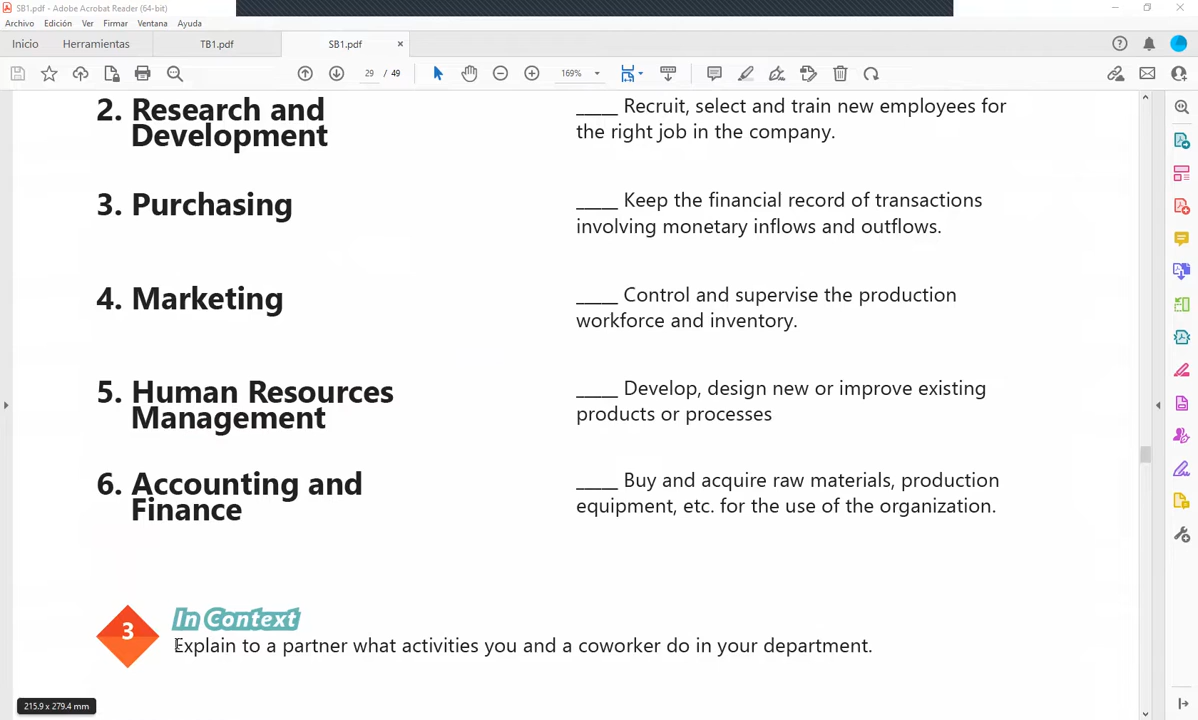 SB1.pdf - Adobe Acrobat Reader (64-bit)
Archivo Edición Ver Firmar Ventana Ayuda
Inicio Herramientas TB1.pdf SB1.pdf ×
29 / 49 169%
2. Research and
Development
_____ Recruit, select and train new employees for
the right job in the company.
3. Purchasing
_____ Keep the financial record of transactions
involving monetary inflows and outflows.
4. Marketing
_____ Control and supervise the production
workforce and inventory.
5. Human Resources
Management
_____ Develop, design new or improve existing
products or processes
6. Accounting and
Finance
_____ Buy and acquire raw materials, production
equipment, etc. for the use of the organization.
3
In Context
Explain to a partner what activities you and a coworker do in your department.
215.9 x 279.4 mm